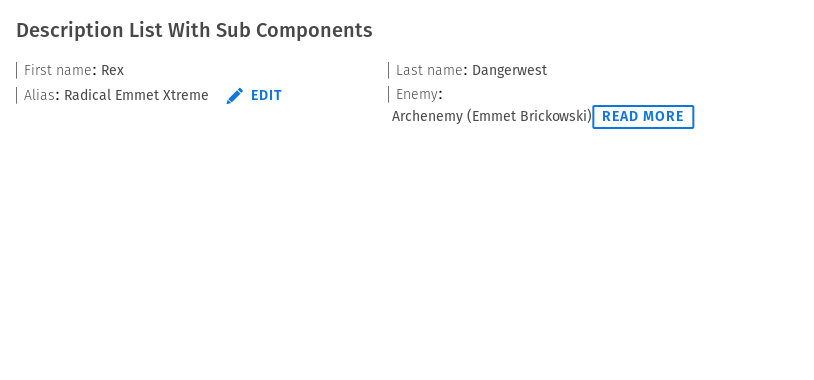 Description List With Sub Components
First name: Rex
Last name: Dangerwest
Alias: Radical Emmet Xtreme EDIT
Enemy:
Archenemy (Emmet Brickowski) READ MORE